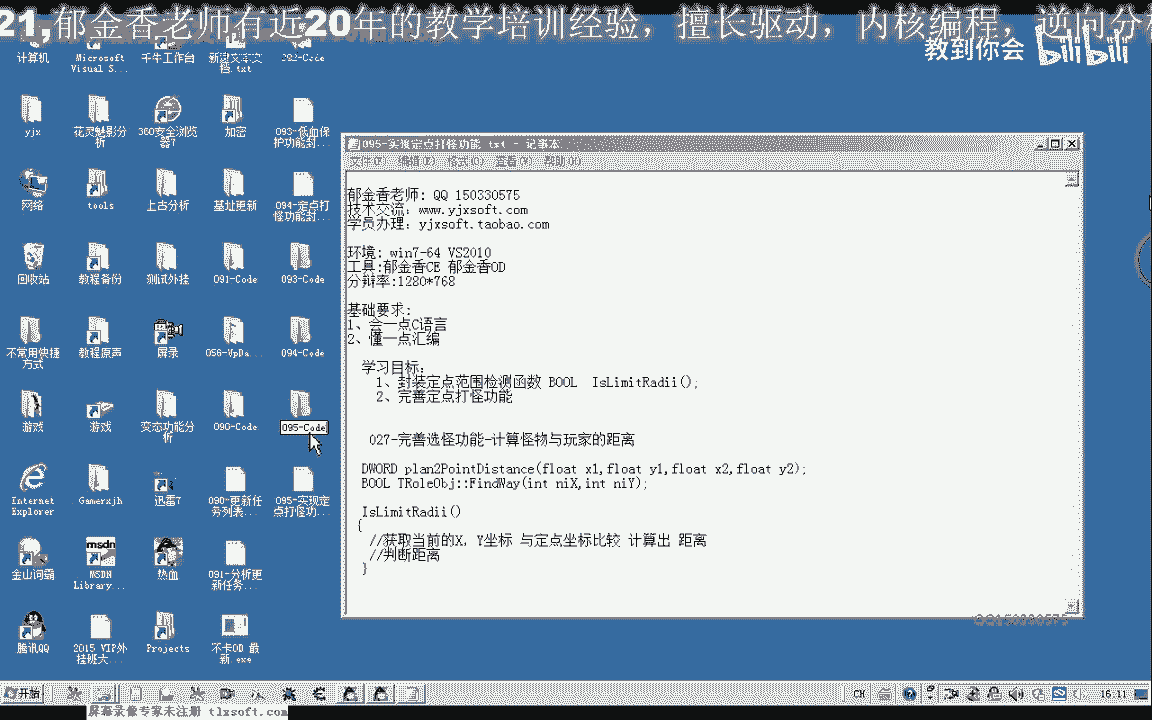 21,郁金香老师有近20年的教学培训经验，擅长驱动，内核编程，逆向分
教到你会 bilibili
计算机
Microsoft Visual S...
千牛工作台
新建文本文档.txt
092-Code
yjx
花灵魅影分析
360安全浏览器7
加密
093-低血保护功能封...
网络
tools
上古分析
基址更新
094-定点打怪功能封...
回收站
教程备份
测试外挂
091-Code
093-Code
不常用快捷方式
教程原声
屏录
056-VpDa...
094-Code
游戏
游戏
变态功能分析
090-Code
095-Code
Internet Explorer
Gamerxjh
迅雷7
090-更新任务列表...
095-实现定点打怪功...
金山词霸
MSDN Library...
热血
091-分析更新任务...
腾讯QQ
2015 VIP外挂班大...
Projects
不卡OD 最新.exe
095-实现定点打怪功能.txt - 记事本
文件(F) 编辑(E) 格式(O) 查看(V) 帮助(H)
郁金香老师: QQ 150330575
技术交流: www.yjxsoft.com
学员办理: yjxsoft.taobao.com
环境: win7-64 VS2010
工具:郁金香CE 郁金香OD
分辩率:1280*768
基础要求:
1、会一点C语言
2、懂一点汇编
学习目标:
1、封装定点范围检测函数 BOOL IsLimitRadii();
2、完善定点打怪功能
027-完善选怪功能-计算怪物与玩家的距离
DWORD plan2PointDistance(float x1,float y1,float x2,float y2);
BOOL TRoleObj::FindWay(int niX,int niY);
IsLimitRadii()
{
//获取当前的X, Y坐标 与定点坐标比较 计算出 距离
//判断距离
}
QQ150330575
开始
CH
16:11
屏幕录像专家未注册 tlxsoft.com